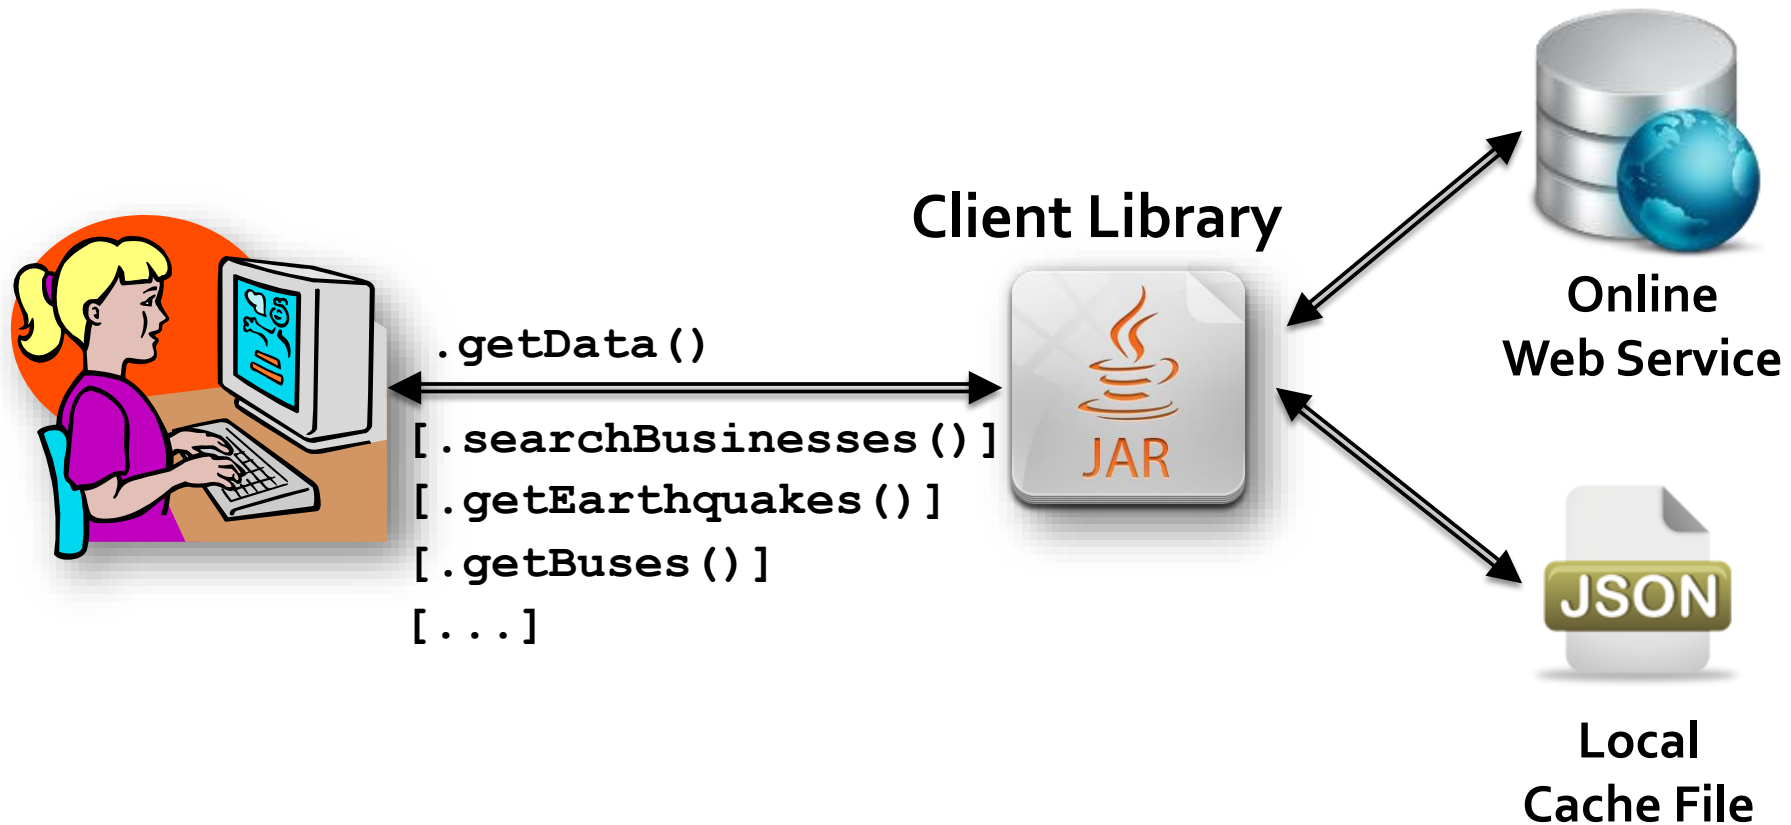 Client Library
.getData()
[.searchBusinesses()]
[.getEarthquakes()]
[.getBuses()]
[...]
JAR
Online
Web Service
JSON
Local
Cache File